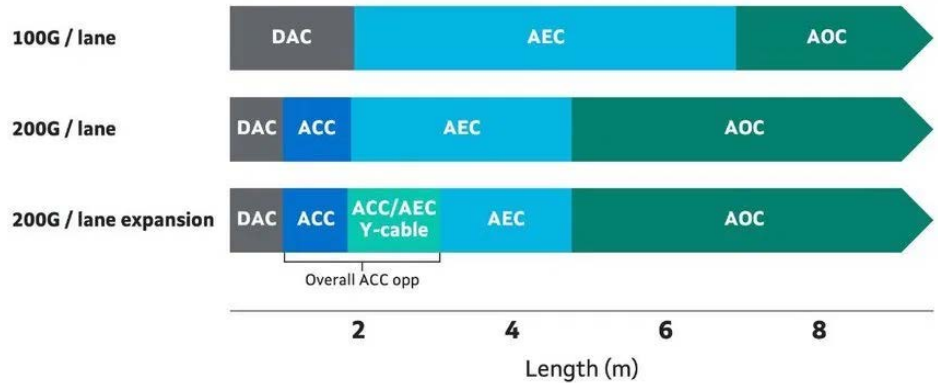 100G / lane DAC AEC AOC
200G / lane DAC ACC AEC AOC
200G / lane expansion DAC ACC ACC/AEC Y-cable AEC AOC
Overall ACC opp
2 4 6 8
Length (m)